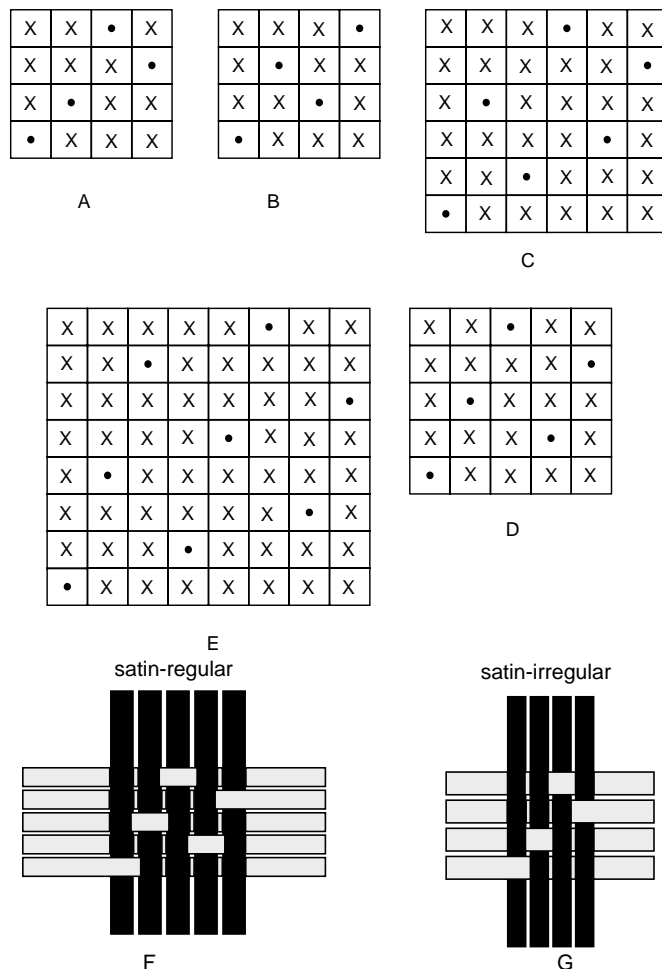 X X • X
X X X •
X • X X
• X X X
A
X X X •
X • X X
X X • X
• X X X
B
X X X • X X
X X X X X •
X • X X X X
X X X X • X
X X • X X X
• X X X X X
C
X X X X X • X X
X X • X X X X X
X X X X X X X •
X X X X • X X X
X • X X X X X X
X X X X X X • X
X X X • X X X X
• X X X X X X X
E
X X • X X
X X X X •
X • X X X
X X X • X
• X X X X
D
satin-regular
F
satin-irregular
G